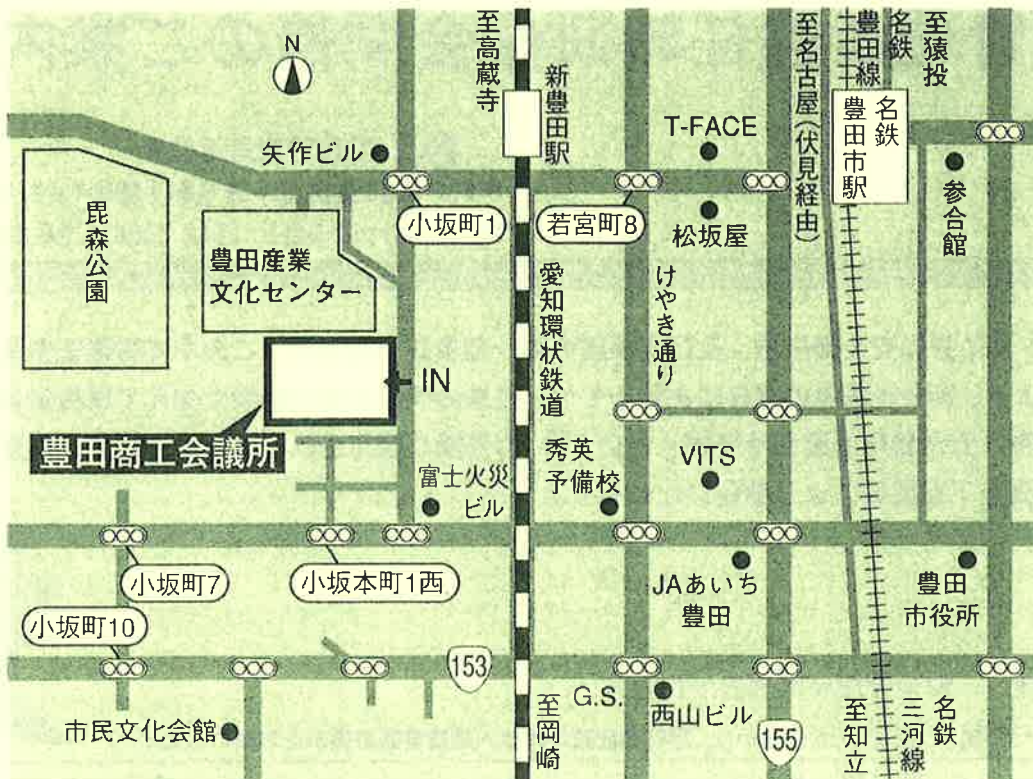 N
至高蔵寺
新豊田駅
T-FACE
至名古屋(伏見経由)
名鉄
豊田線
至猿投
名鉄
豊田市駅
矢作ビル
小坂町1
若宮町8
松坂屋
参合館
毘森公園
豊田産業
文化センター
愛知環状鉄道
けやき通り
IN
豊田商工会議所
富士火災
ビル
秀英
予備校
VITS
小坂町7
小坂本町1西
JAあいち
豊田
豊田
市役所
小坂町10
153
市民文化会館
至岡崎
G.S.
西山ビル
155
至知立
名鉄
三河線